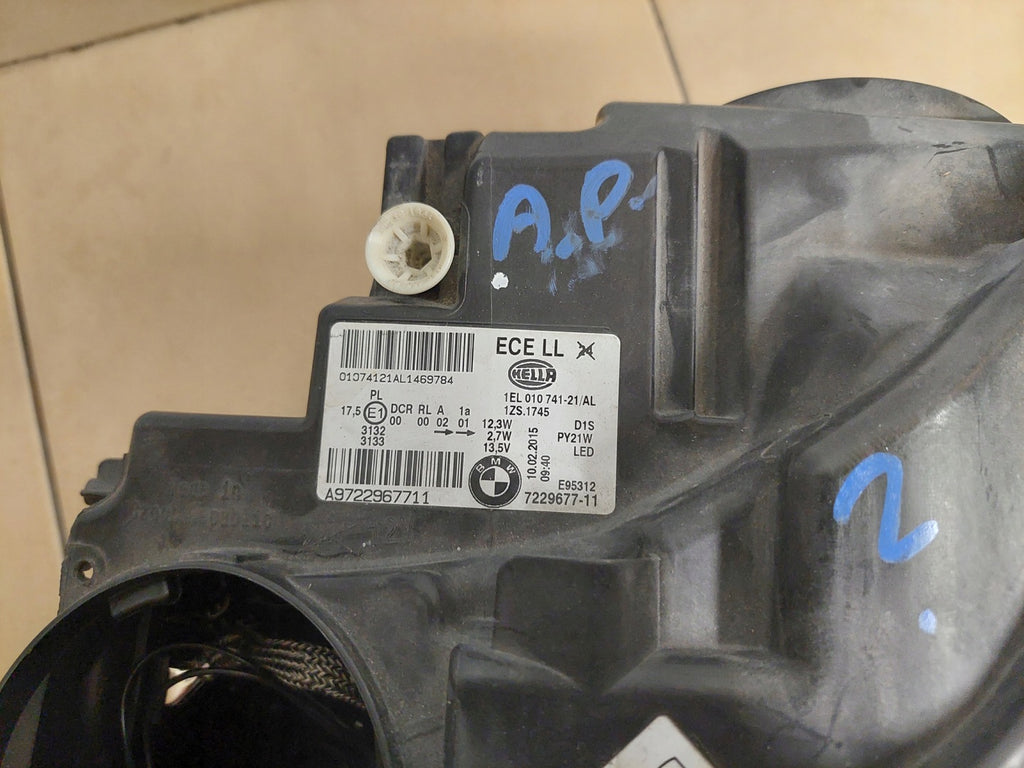 A.P.
ECE LL
01074121AL1469784
HELLA
1EL 010 741-21/AL
1ZS.1745
PL
17,5 E1 DCR RL A 1a
00 00 02 01
3132
3133
12,3W D1S
2,7W PY21W
13,5V LED
10.02.2015
09:40
BMW
E95312
A9722967711
7229677-11
2.